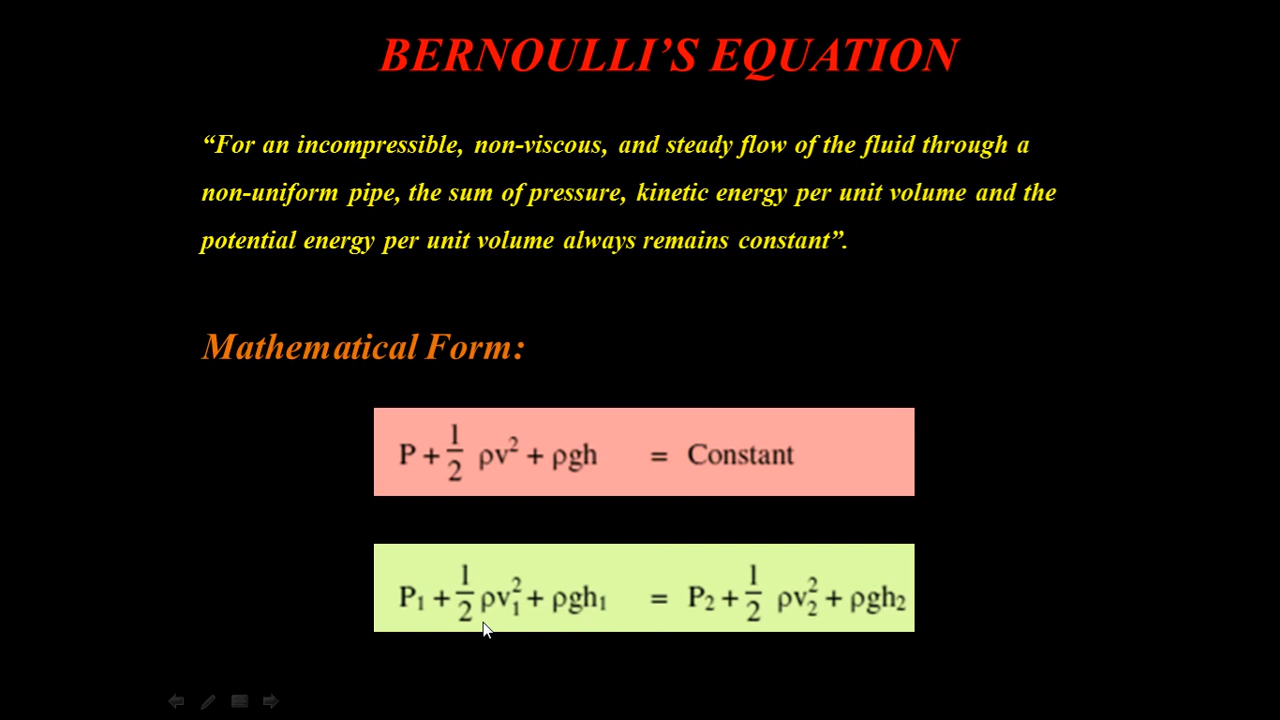 BERNOULLI’S EQUATION
“For an incompressible, non-viscous, and steady flow of the fluid through a
non-uniform pipe, the sum of pressure, kinetic energy per unit volume and the
potential energy per unit volume always remains constant”.
Mathematical Form:
P + 1/2 ρv² + ρgh = Constant
P₁ + 1/2 ρv₁² + ρgh₁ = P₂ + 1/2 ρv₂² + ρgh₂